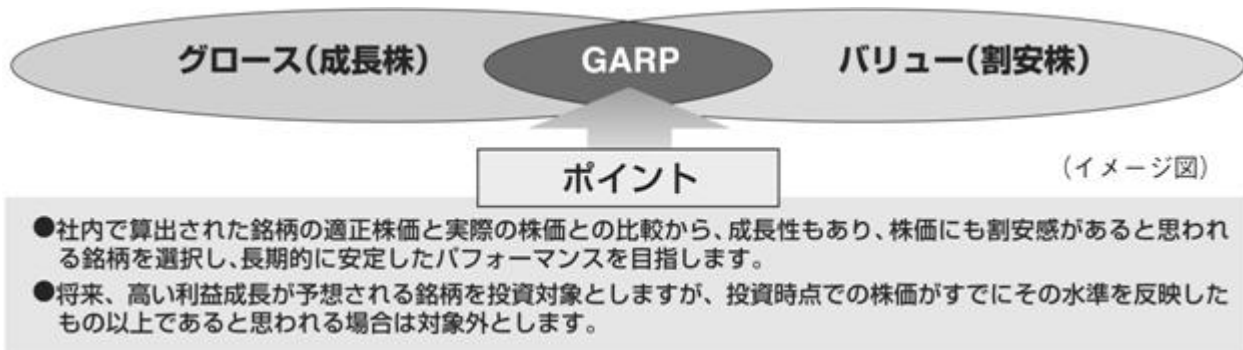 グロース(成長株)　GARP　バリュー(割安株)
ポイント
(イメージ図)
●社内で算出された銘柄の適正株価と実際の株価との比較から、成長性もあり、株価にも割安感があると思われ
る銘柄を選択し、長期的に安定したパフォーマンスを目指します。
●将来、高い利益成長が予想される銘柄を投資対象としますが、投資時点での株価がすでにその水準を反映した
もの以上であると思われる場合は対象外とします。